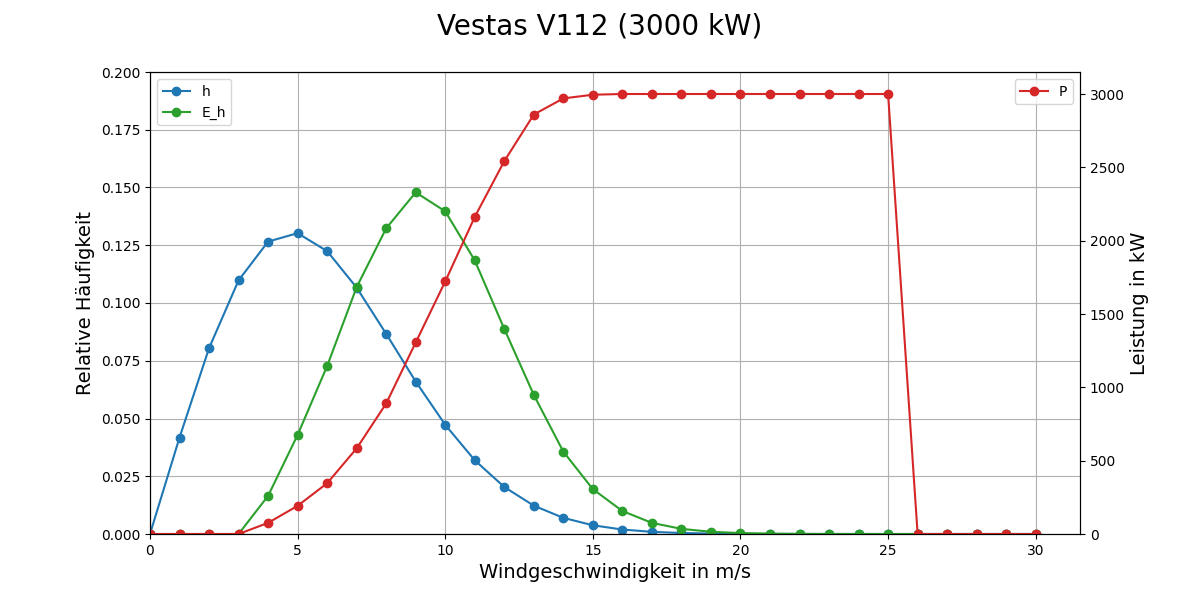 Vestas V112 (3000 kW)
h
E_h
P
Relative Häufigkeit
0.200
0.175
0.150
0.125
0.100
0.075
0.050
0.025
0.000
3000
2500
2000
1500
1000
500
0
Leistung in kW
0 5 10 15 20 25 30
Windgeschwindigkeit in m/s